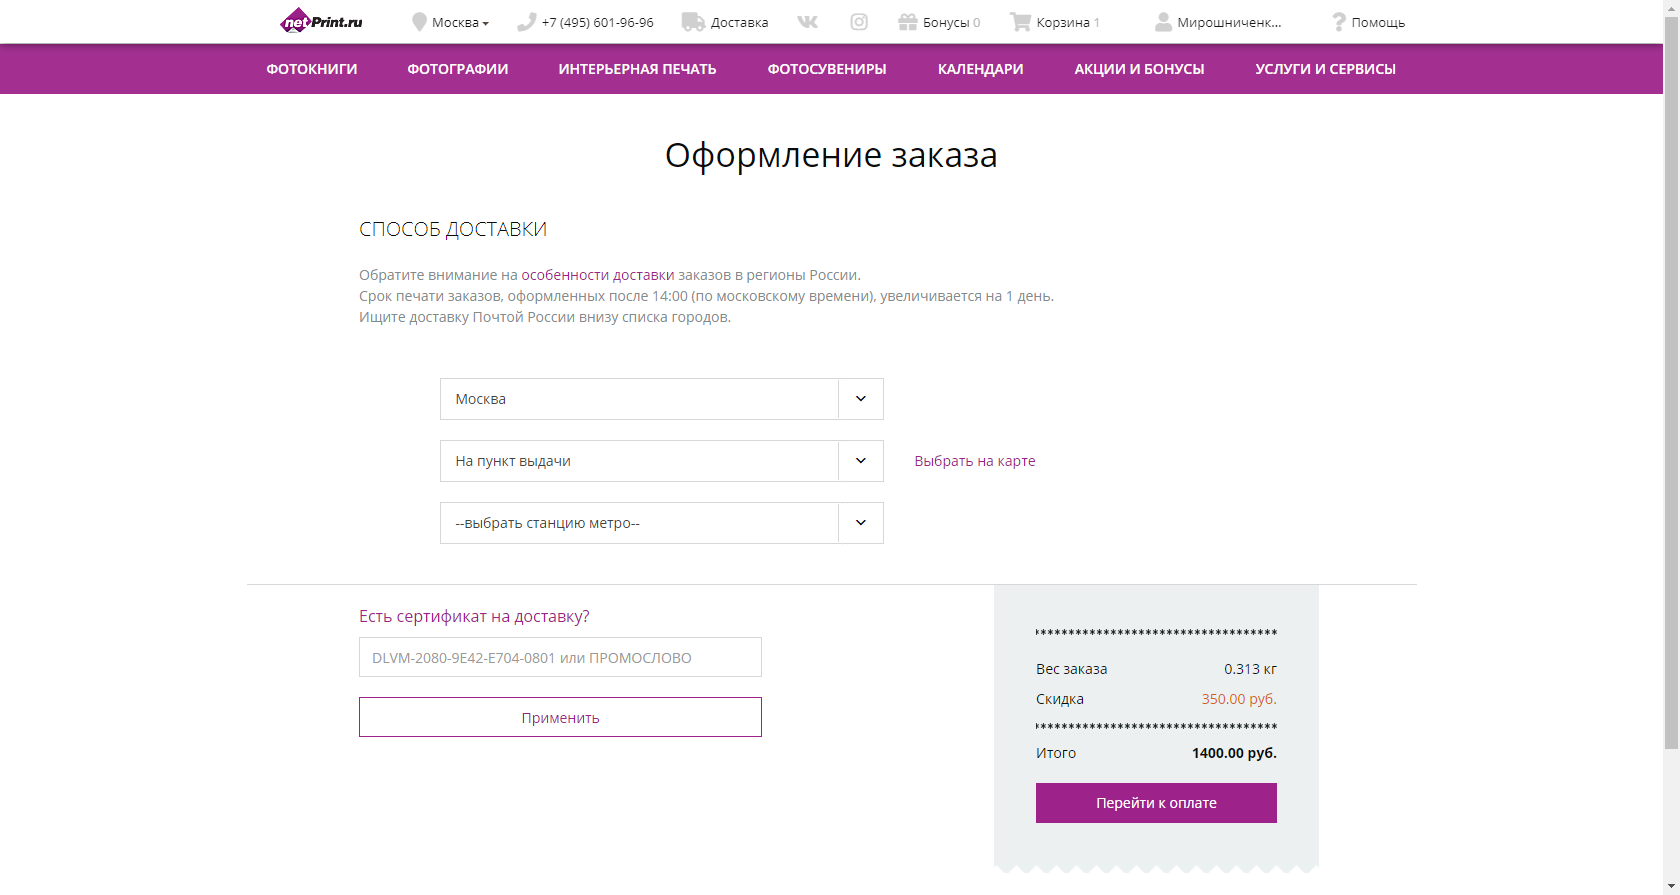 netPrint.ru Москва +7 (495) 601-96-96 Доставка Бонусы 0 Корзина 1 Мирошниченк... Помощь
ФОТОКНИГИ ФОТОГРАФИИ ИНТЕРЬЕРНАЯ ПЕЧАТЬ ФОТОСУВЕНИРЫ КАЛЕНДАРИ АКЦИИ И БОНУСЫ УСЛУГИ И СЕРВИСЫ
Оформление заказа
СПОСОБ ДОСТАВКИ
Обратите внимание на особенности доставки заказов в регионы России.
Срок печати заказов, оформленных после 14:00 (по московскому времени), увеличивается на 1 день.
Ищите доставку Почтой России внизу списка городов.
Москва
На пункт выдачи Выбрать на карте
--выбрать станцию метро--
Есть сертификат на доставку?
DLVM-2080-9E42-E704-0801 или ПРОМОСЛОВО
Применить
**********************************
Вес заказа 0.313 кг
Скидка 350.00 руб.
**********************************
Итого 1400.00 руб.
Перейти к оплате